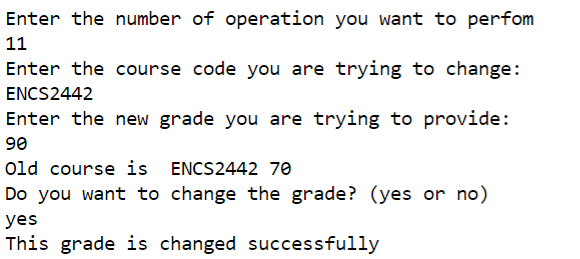 Enter the number of operation you want to perfom
11
Enter the course code you are trying to change:
ENCS2442
Enter the new grade you are trying to provide:
90
Old course is  ENCS2442 70
Do you want to change the grade? (yes or no)
yes
This grade is changed successfully